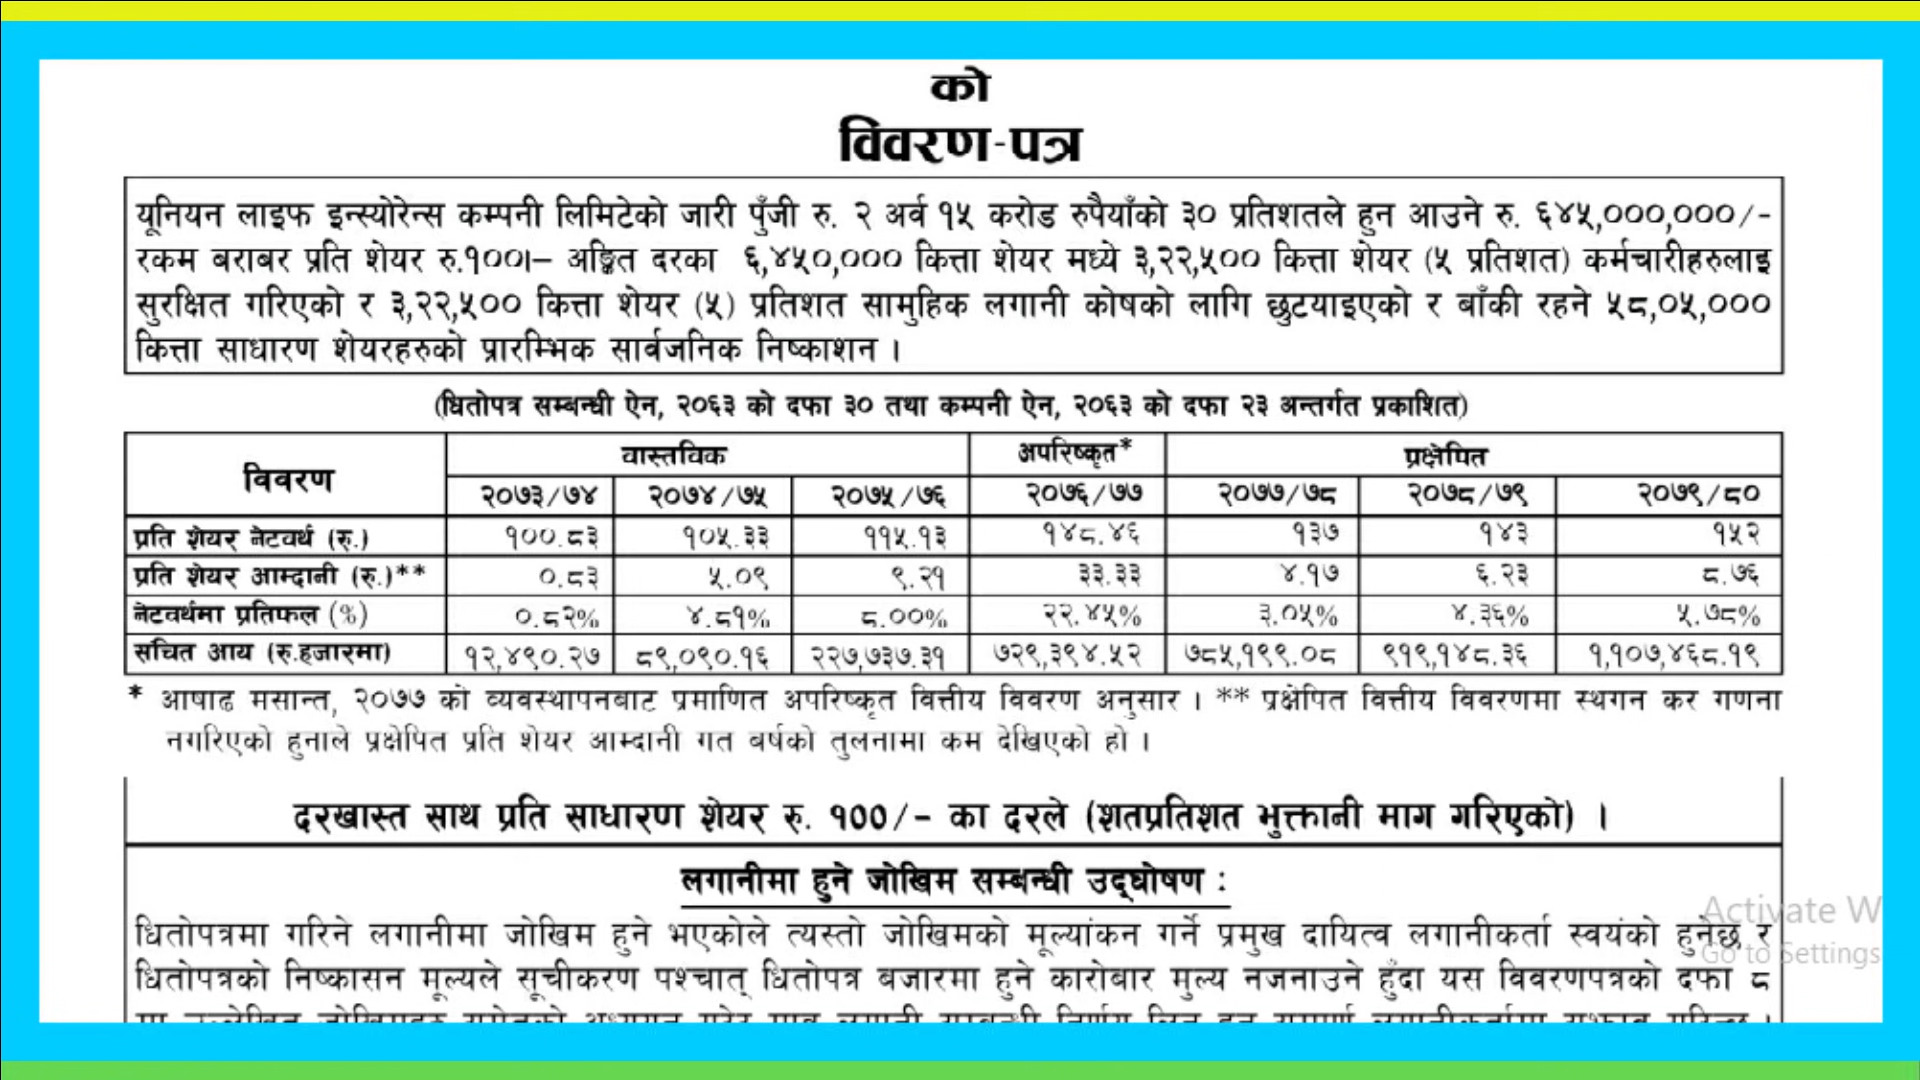 को
विवरण-पत्र
यूनियन लाइफ इन्स्योरेन्स कम्पनी लिमिटेको जारी पुँजी रु. २ अर्व १५ करोड रुपैयाँको ३० प्रतिशतले हुन आउने रु. ६४५,०००,०००/-
रकम बराबर प्रति शेयर रु.१००।– अङ्कित दरका ६,४५०,००० कित्ता शेयर मध्ये ३,२२,५०० कित्ता शेयर (५ प्रतिशत) कर्मचारीहरुलाइ
सुरक्षित गरिएको र ३,२२,५०० कित्ता शेयर (५) प्रतिशत सामुहिक लगानी कोषको लागि छुटयाइएको र बाँकी रहने ५८,०५,०००
कित्ता साधारण शेयरहरुको प्रारम्भिक सार्वजनिक निष्काशन ।
(धितोपत्र सम्बन्धी ऐन, २०६३ को दफा ३० तथा कम्पनी ऐन, २०६३ को दफा २३ अन्तर्गत प्रकाशित)
विवरण वास्तविक अपरिष्कृत* प्रक्षेपित
२०७३/७४ २०७४/७५ २०७५/७६ २०७६/७७ २०७७/७८ २०७८/७९ २०७९/८०
प्रति शेयर नेटवर्थ (रु.) १००.८३ १०५.३३ ११५.१३ १४८.४६ १३७ १४३ १५२
प्रति शेयर आम्दानी (रु.)** ०.८३ ५.०९ ९.२१ ३३.३३ ४.१७ ६.२३ ८.७६
नेटवर्थमा प्रतिफल (%) ०.८२% ४.८१% ८.००% २२.४५% ३.०५% ४.३६% ५.७८%
सचित आय (रु.हजारमा) १२,४९०.२७ ८९,०९०.१६ २२७,७३७.३१ ७२९,३९४.५२ ७८५,१९९.०८ ९१९,१४८.३६ १,१०७,४६८.१९
* आषाढ मसान्त, २०७७ को व्यवस्थापनबाट प्रमाणित अपरिष्कृत वित्तीय विवरण अनुसार । ** प्रक्षेपित वित्तीय विवरणमा स्थगन कर गणना
नगरिएको हुनाले प्रक्षेपित प्रति शेयर आम्दानी गत बर्षको तुलनामा कम देखिएको हो ।
दरखास्त साथ प्रति साधारण शेयर रु. १००/- का दरले (शतप्रतिशत भुक्तानी माग गरिएको) ।
लगानीमा हुने जोखिम सम्बन्धी उद्घोषण :
धितोपत्रमा गरिने लगानीमा जोखिम हुने भएकोले त्यस्तो जोखिमको मूल्यांकन गर्ने प्रमुख दायित्व लगानीकर्ता स्वयंको हुनेछ र
धितोपत्रको निष्कासन मूल्यले सूचीकरण पश्चात् धितोपत्र बजारमा हुने कारोबार मुल्य नजनाउने हुँदा यस विवरणपत्रको दफा ८
Activate W
Go to Settings